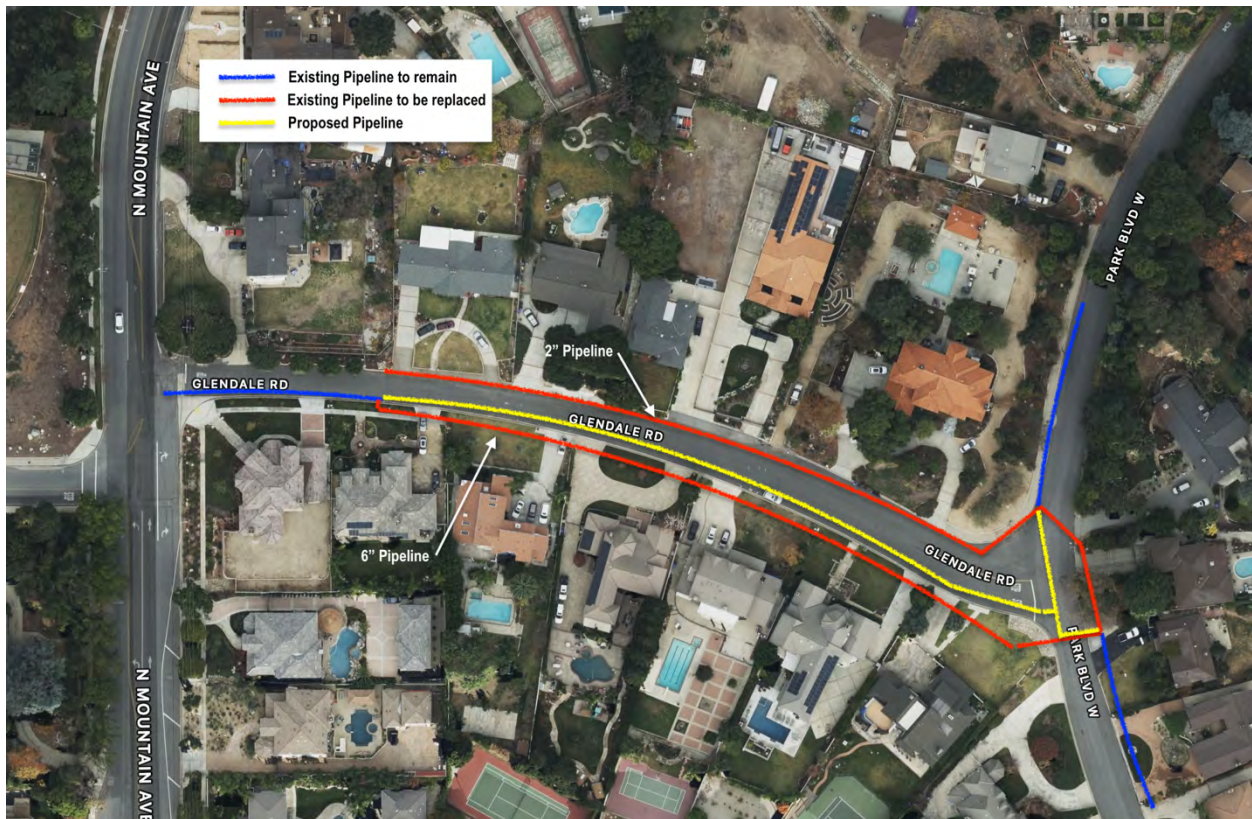 N MOUNTAIN AVE
Existing Pipeline to remain
Existing Pipeline to be replaced
Proposed Pipeline
PARK BLVD W
2" Pipeline
GLENDALE RD
GLENDALE RD
6" Pipeline
GLENDALE RD
PARK BLVD W
N MOUNTAIN AVE